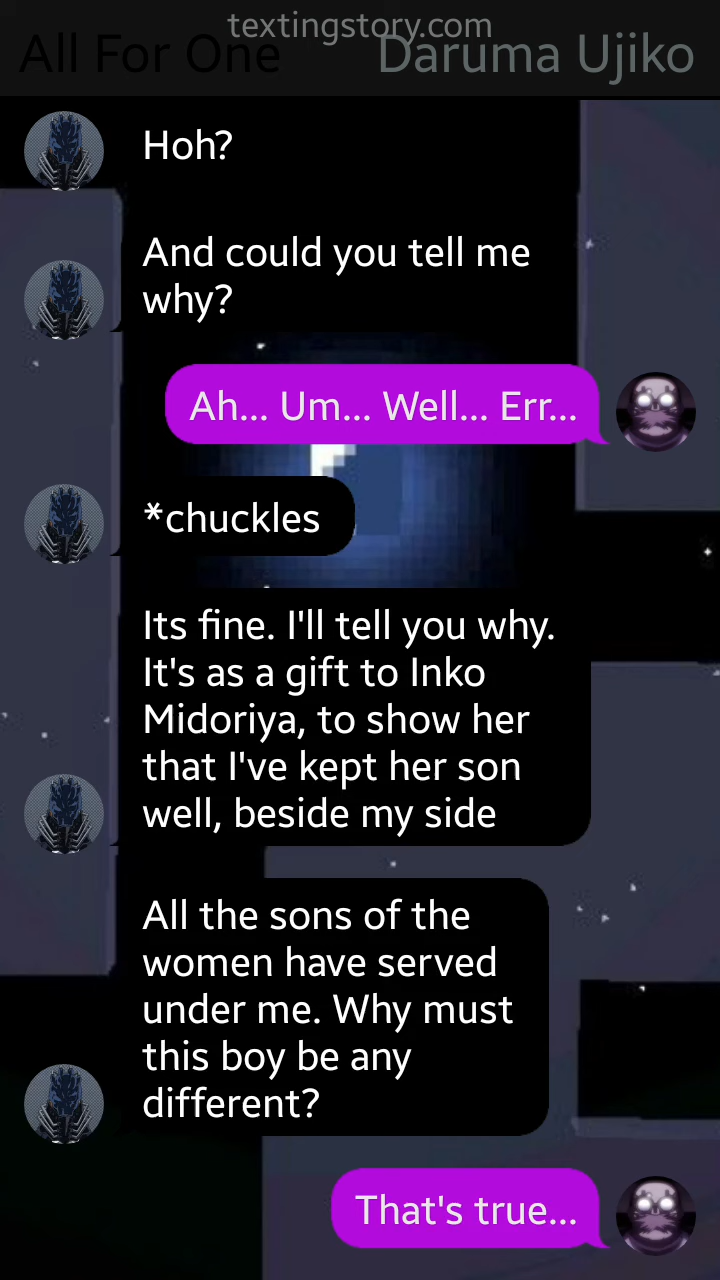 textingstory.com
All For One
Daruma Ujiko
Hoh?
And could you tell me
why?
Ah... Um... Well... Err...
*chuckles
Its fine. I'll tell you why.
It's as a gift to Inko
Midoriya, to show her
that I've kept her son
well, beside my side
All the sons of the
women have served
under me. Why must
this boy be any
different?
That's true...